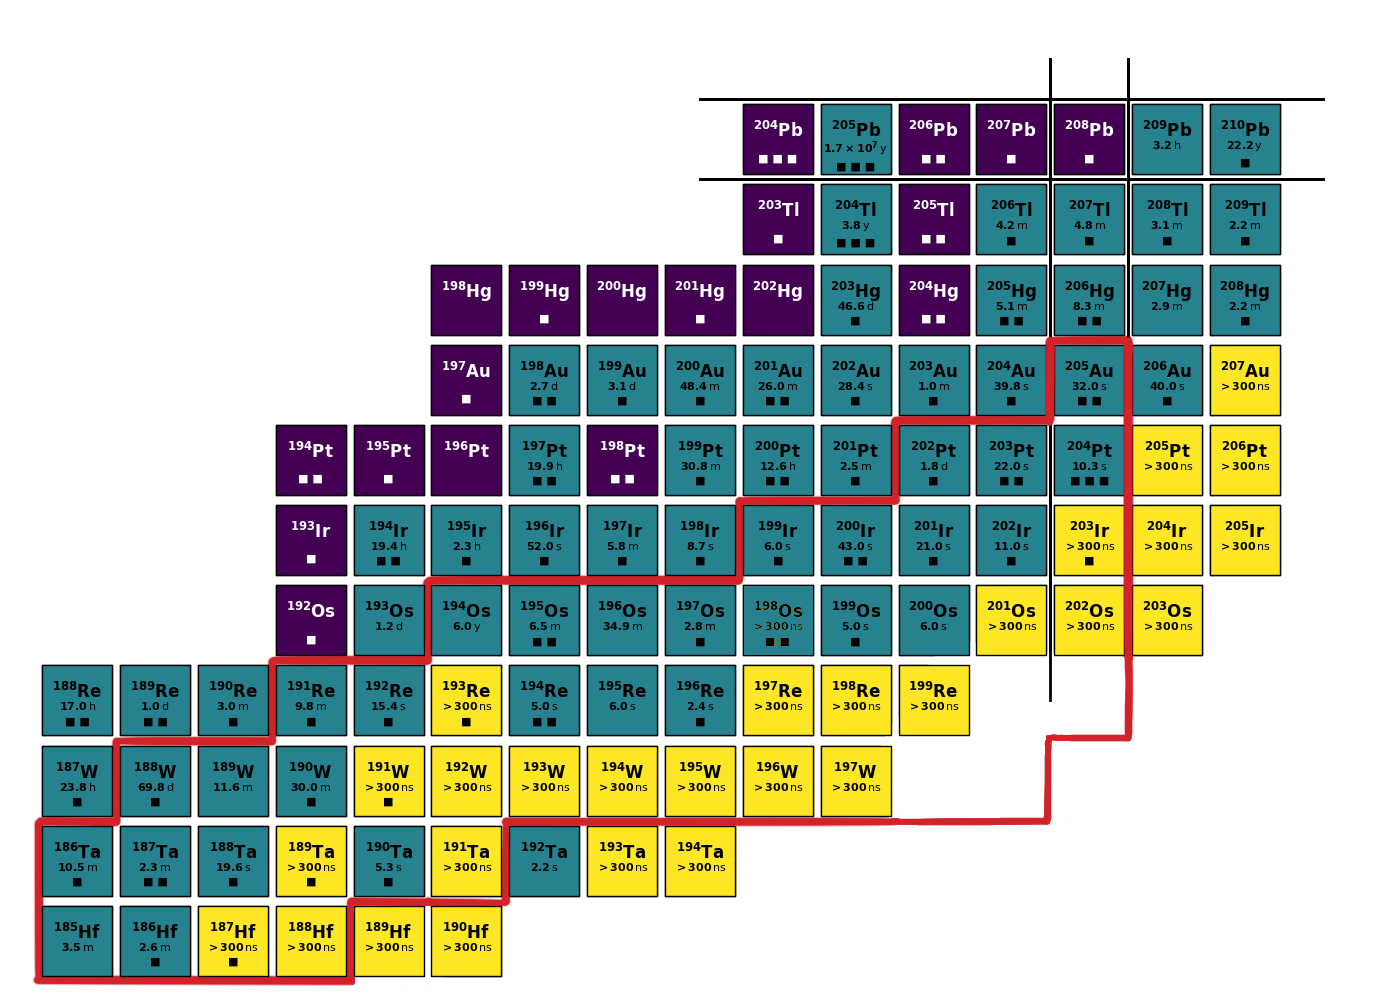 ²⁰⁴Pb ²⁰⁵Pb ²⁰⁶Pb ²⁰⁷Pb ²⁰⁸Pb ²⁰⁹Pb ²¹⁰Pb
1.7 × 10⁷ y 3.2 h 22.2 y
²⁰³Tl ²⁰⁴Tl ²⁰⁵Tl ²⁰⁶Tl ²⁰⁷Tl ²⁰⁸Tl ²⁰⁹Tl
3.8 y 4.2 m 4.8 m 3.1 m 2.2 m
¹⁹⁸Hg ¹⁹⁹Hg ²⁰⁰Hg ²⁰¹Hg ²⁰²Hg ²⁰³Hg ²⁰⁴Hg ²⁰⁵Hg ²⁰⁶Hg ²⁰⁷Hg ²⁰⁸Hg
46.6 d 5.1 m 8.3 m 2.9 m 2.2 m
¹⁹⁷Au ¹⁹⁸Au ¹⁹⁹Au ²⁰⁰Au ²⁰¹Au ²⁰²Au ²⁰³Au ²⁰⁴Au ²⁰⁵Au ²⁰⁶Au ²⁰⁷Au
2.7 d 3.1 d 48.4 m 26.0 m 28.4 s 1.0 m 39.8 s 32.0 s 40.0 s > 300 ns
¹⁹⁴Pt ¹⁹⁵Pt ¹⁹⁶Pt ¹⁹⁷Pt ¹⁹⁸Pt ¹⁹⁹Pt ²⁰⁰Pt ²⁰¹Pt ²⁰²Pt ²⁰³Pt ²⁰⁴Pt ²⁰⁵Pt ²⁰⁶Pt
19.9 h 30.8 m 12.6 h 2.5 m 1.8 d 22.0 s 10.3 s > 300 ns > 300 ns
¹⁹³Ir ¹⁹⁴Ir ¹⁹⁵Ir ¹⁹⁶Ir ¹⁹⁷Ir ¹⁹⁸Ir ¹⁹⁹Ir ²⁰⁰Ir ²⁰¹Ir ²⁰²Ir ²⁰³Ir ²⁰⁴Ir ²⁰⁵Ir
19.4 h 2.3 h 52.0 s 5.8 m 8.7 s 6.0 s 43.0 s 21.0 s 11.0 s > 300 ns > 300 ns > 300 ns
¹⁹²Os ¹⁹³Os ¹⁹⁴Os ¹⁹⁵Os ¹⁹⁶Os ¹⁹⁷Os ¹⁹⁸Os ¹⁹⁹Os ²⁰⁰Os ²⁰¹Os ²⁰²Os ²⁰³Os
1.2 d 6.0 y 6.5 m 34.9 m 2.8 m > 300 ns 5.0 s 6.0 s > 300 ns > 300 ns > 300 ns
¹⁸⁸Re ¹⁸⁹Re ¹⁹⁰Re ¹⁹¹Re ¹⁹²Re ¹⁹³Re ¹⁹⁴Re ¹⁹⁵Re ¹⁹⁶Re ¹⁹⁷Re ¹⁹⁸Re ¹⁹⁹Re
17.0 h 1.0 d 3.0 m 9.8 m 15.4 s > 300 ns 5.0 s 6.0 s 2.4 s > 300 ns > 300 ns > 300 ns
¹⁸⁷W ¹⁸⁸W ¹⁸⁹W ¹⁹⁰W ¹⁹¹W ¹⁹²W ¹⁹³W ¹⁹⁴W ¹⁹⁵W ¹⁹⁶W ¹⁹⁷W
23.8 h 69.8 d 11.6 m 30.0 m > 300 ns > 300 ns > 300 ns > 300 ns > 300 ns > 300 ns > 300 ns
¹⁸⁶Ta ¹⁸⁷Ta ¹⁸⁸Ta ¹⁸⁹Ta ¹⁹⁰Ta ¹⁹¹Ta ¹⁹²Ta ¹⁹³Ta ¹⁹⁴Ta
10.5 m 2.3 m 19.6 s > 300 ns 5.3 s > 300 ns 2.2 s > 300 ns > 300 ns
¹⁸⁵Hf ¹⁸⁶Hf ¹⁸⁷Hf ¹⁸⁸Hf ¹⁸⁹Hf ¹⁹⁰Hf
3.5 m 2.6 m > 300 ns > 300 ns > 300 ns > 300 ns